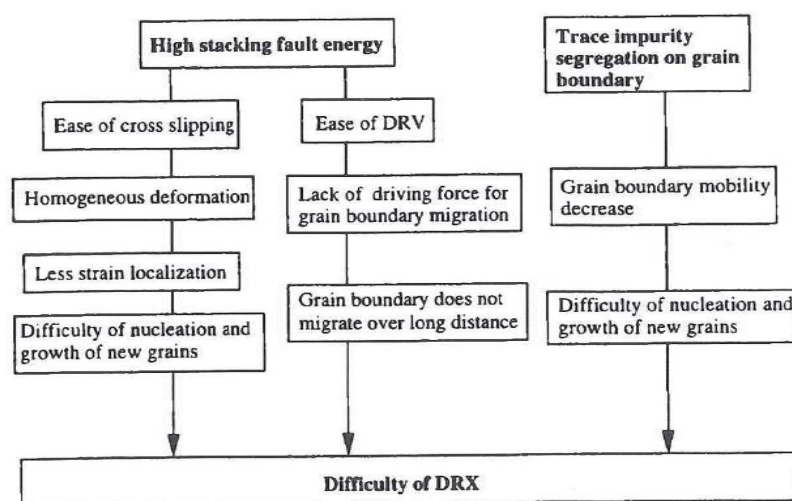 High stacking fault energy
Trace impurity
segregation on grain
boundary
Ease of cross slipping
Ease of DRV
Homogeneous deformation
Lack of driving force for
grain boundary migration
Grain boundary mobility
decrease
Less strain localization
Difficulty of nucleation and
growth of new grains
Grain boundary does not
migrate over long distance
Difficulty of nucleation and
growth of new grains
Difficulty of DRX